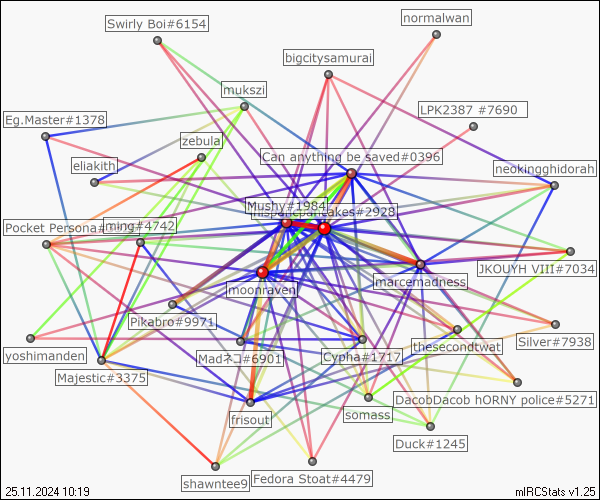 normalwan
Swirly Boi#6154
bigcitysamurai
mukszi
LPK2387 #7690
Eg.Master#1378
zebula
Can anything be saved#0396
eliakith
neokingghidorah
Mushy#1984
#2928
Pocket
ming#4742
JKOUYH VIII#7034
moonraven
marcemadness
Pikabro#9971
Silver#7938
thesecondtwat
yoshimanden
Madネコ#6901
Cypha#1717
Majestic#3375
DacobDacob hORNY police#5271
somass
frisout
Duck#1245
Fedora Stoat#4479
shawntee9
25.11.2024 10:19
mIRCStats v1.25